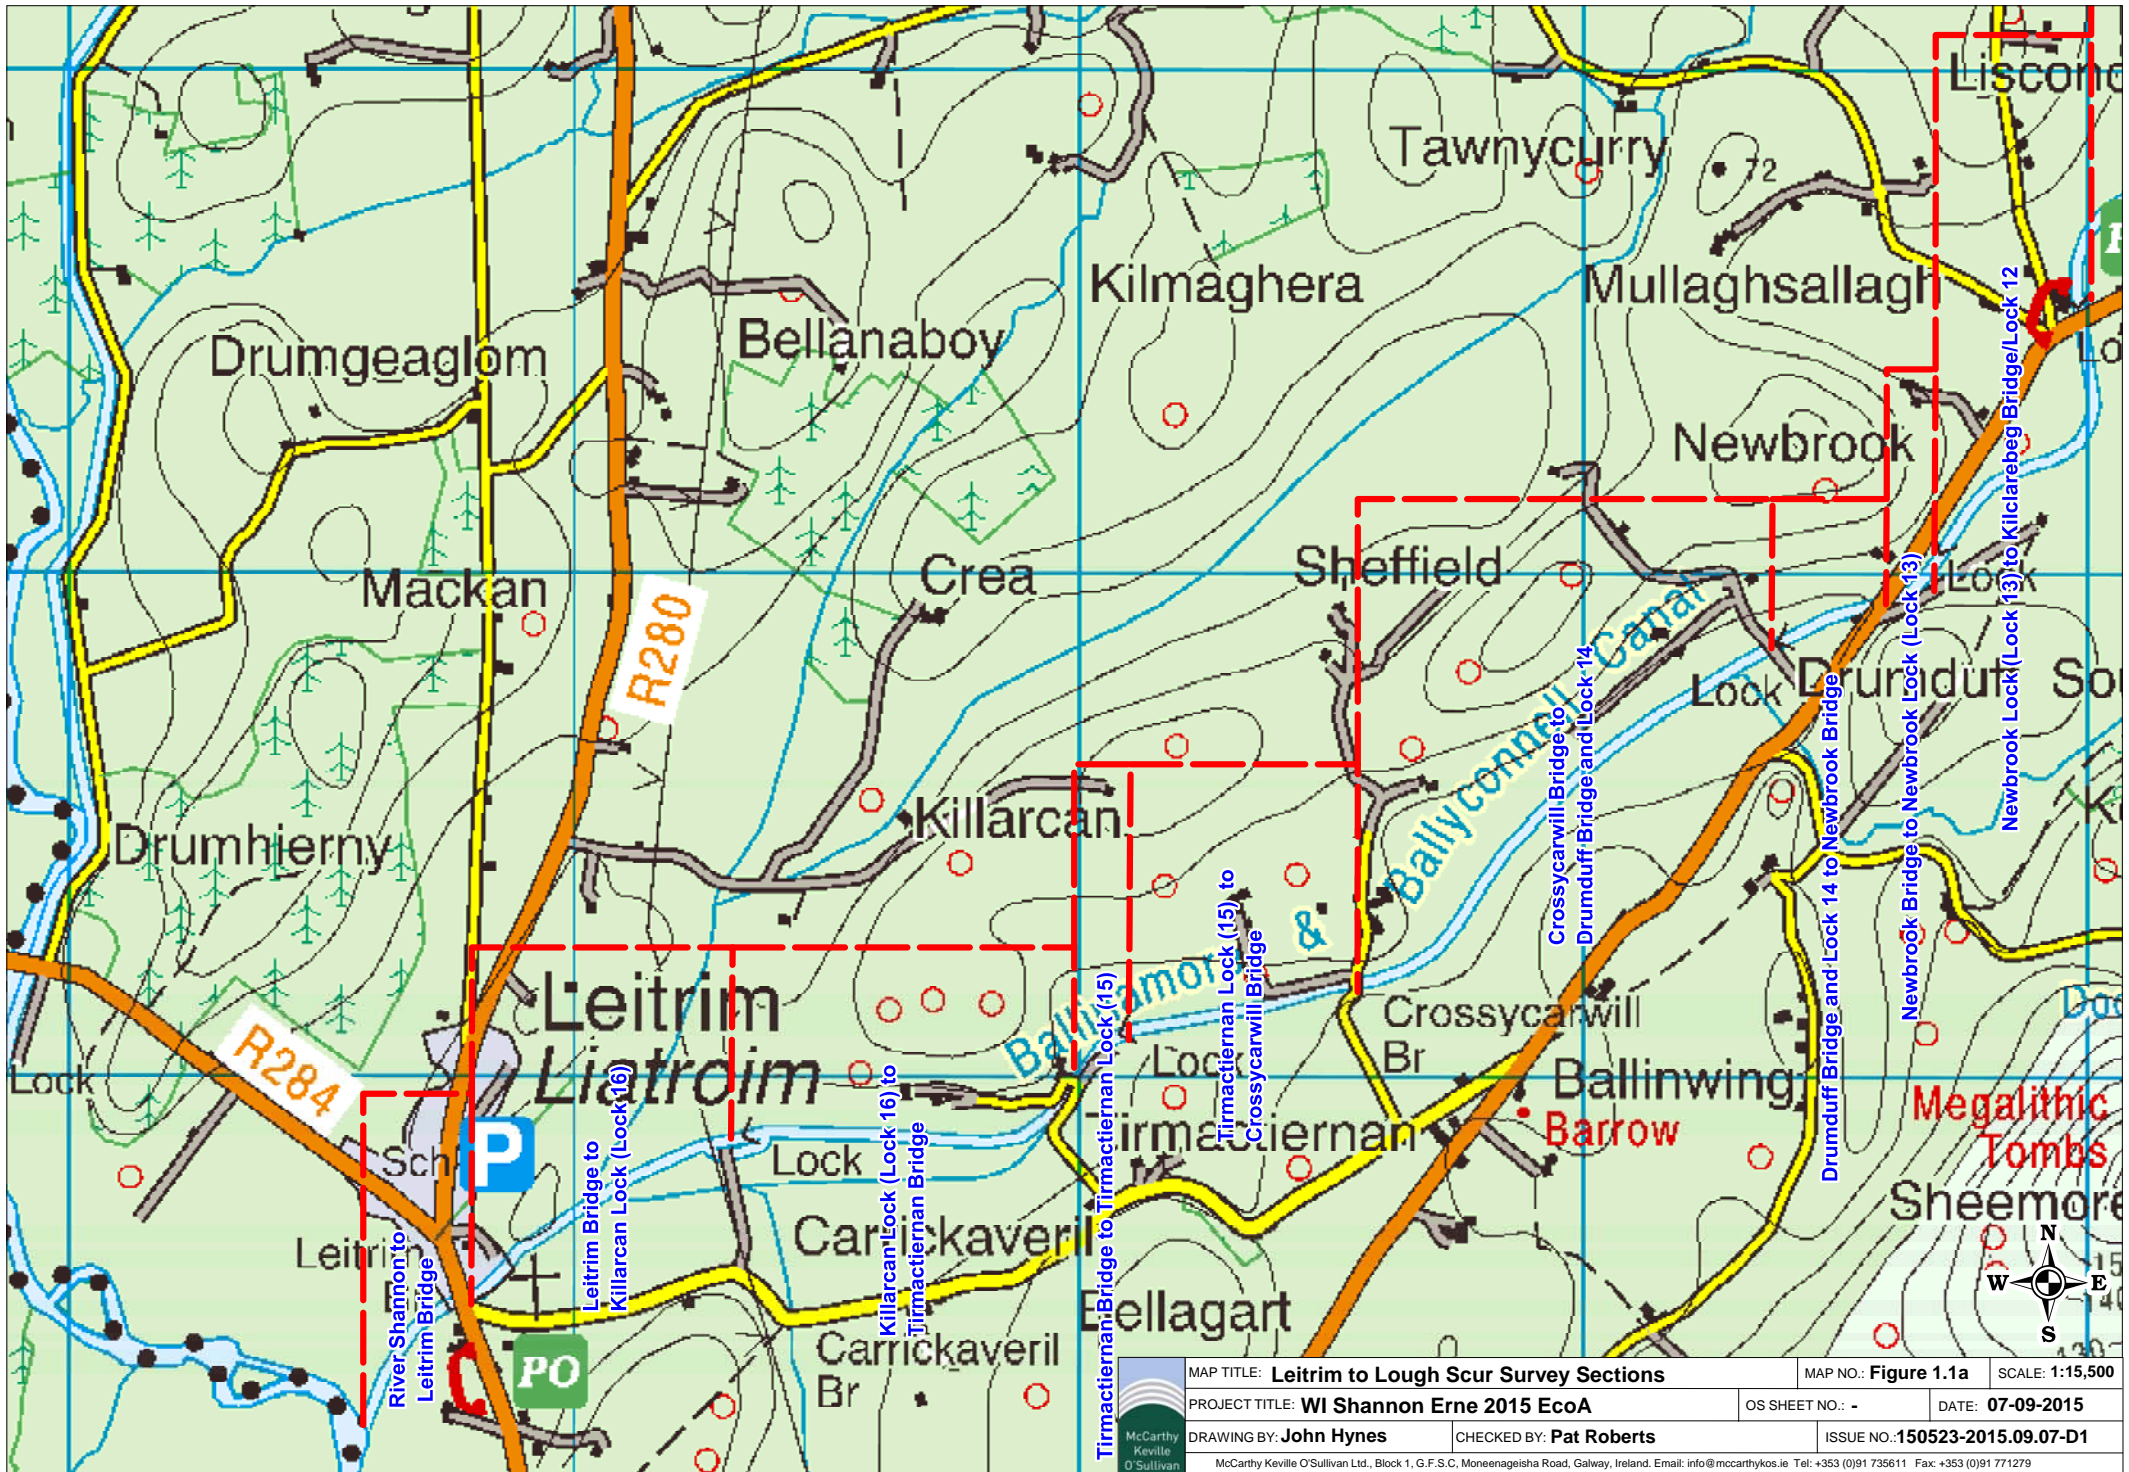 Liscono
Tawnycurry
72
Kilmaghera
Mullaghsallagh
Drumgeaglom
Bellanaboy
Newbrook
Crea
Sheffield
Mackan
R280
Lock
Lock
Drumduff
Sou
Killarcan
Drumhierny
Ballinamore & Ballyconnell Canal
Leitrim
Liatroim
R284
Lock
Lock
Crossycarwill
Br
Ballinwing
Barrow
Megalithic
Tombs
Tirmactiernan
Sch
P
Lock
Sheemore
Carrickaveril
Leitrim
Bellagart
Carrickaveril
Br
PO
River Shannon to
Leitrim Bridge
Leitrim Bridge to
Killarcan Lock (Lock 16)
Killarcan Lock (Lock 16) to
Tirmactiernan Bridge
Tirmactiernan Bridge to Tirmactiernan Lock (15)
Tirmactiernan Lock (15) to
Crossycarwill Bridge
Crossycarwill Bridge to
Drumduff Bridge and Lock 14
Drumduff Bridge and Lock 14 to Newbrook Bridge
Newbrook Bridge to Newbrook Lock (Lock 13)
Newbrook Lock(Lock 13) to Kilclarebeg Bridge/Lock 12
N
W E
S
MAP TITLE: Leitrim to Lough Scur Survey Sections MAP NO.: Figure 1.1a SCALE: 1:15,500
PROJECT TITLE: WI Shannon Erne 2015 EcoA OS SHEET NO.: - DATE: 07-09-2015
DRAWING BY: John Hynes CHECKED BY: Pat Roberts ISSUE NO.:150523-2015.09.07-D1
McCarthy
Keville
O'Sullivan
McCarthy Keville O'Sullivan Ltd., Block 1, G.F.S.C, Moneenageisha Road, Galway, Ireland. Email: info@mccarthykos.ie Tel: +353 (0)91 735611 Fax: +353 (0)91 771279